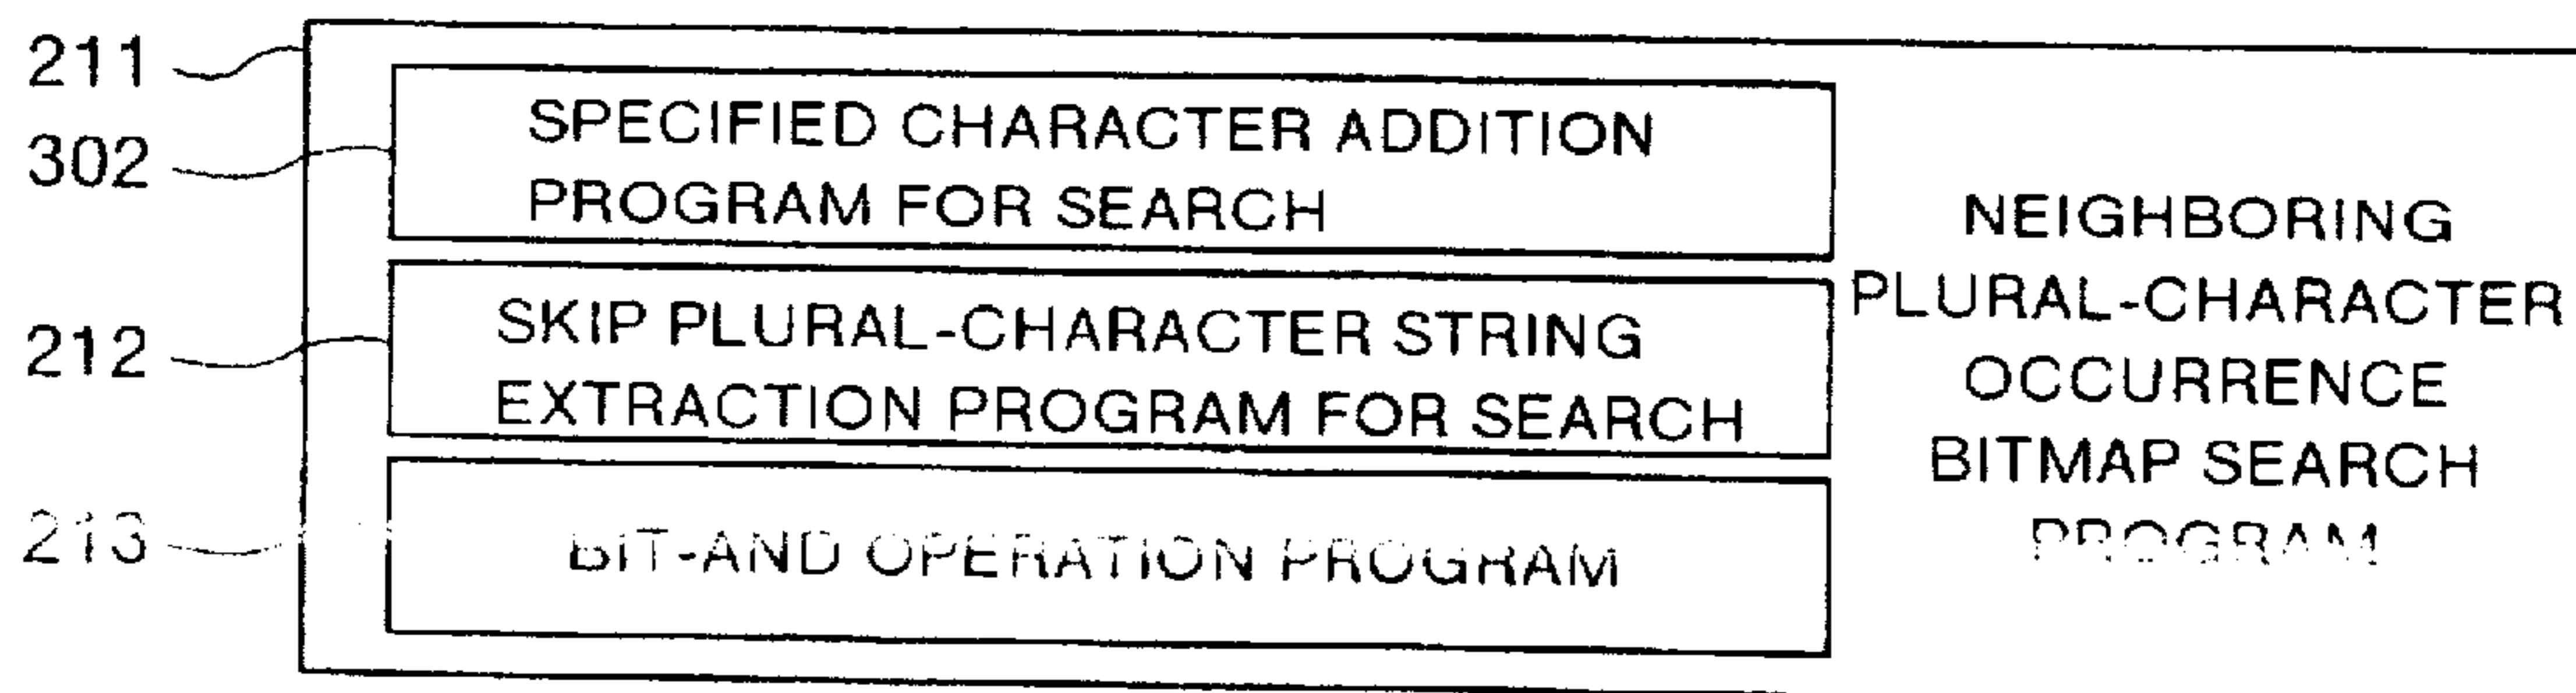 211
302
SPECIFIED CHARACTER ADDITION
PROGRAM FOR SEARCH
212
SKIP PLURAL-CHARACTER STRING
EXTRACTION PROGRAM FOR SEARCH
213
BIT-AND OPERATION PROGRAM
NEIGHBORING
PLURAL-CHARACTER
OCCURRENCE
BITMAP SEARCH
PROGRAM